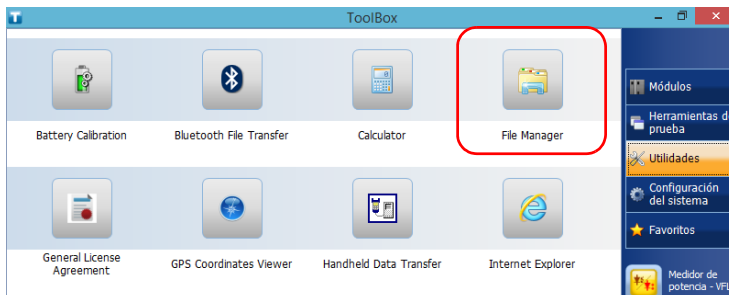 ToolBox
Battery Calibration
Bluetooth File Transfer
Calculator
File Manager
General License
Agreement
GPS Coordinates Viewer
Handheld Data Transfer
Internet Explorer
Módulos
Herramientas d
prueba
Utilidades
Configuración
del sistema
Favoritos
Medidor de
potencia - VFL